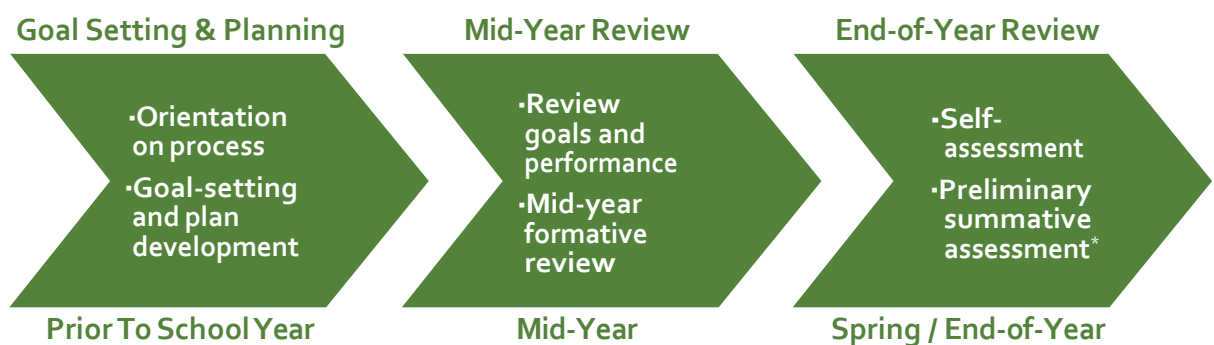 Goal Setting & Planning
Mid-Year Review
End-of-Year Review
▪Orientation
on process
▪Goal-setting
and plan
development
▪Review
goals and
performance
▪Mid-year
formative
review
▪Self-
assessment
▪Preliminary
summative
assessment*
Prior To School Year
Mid-Year
Spring / End-of-Year